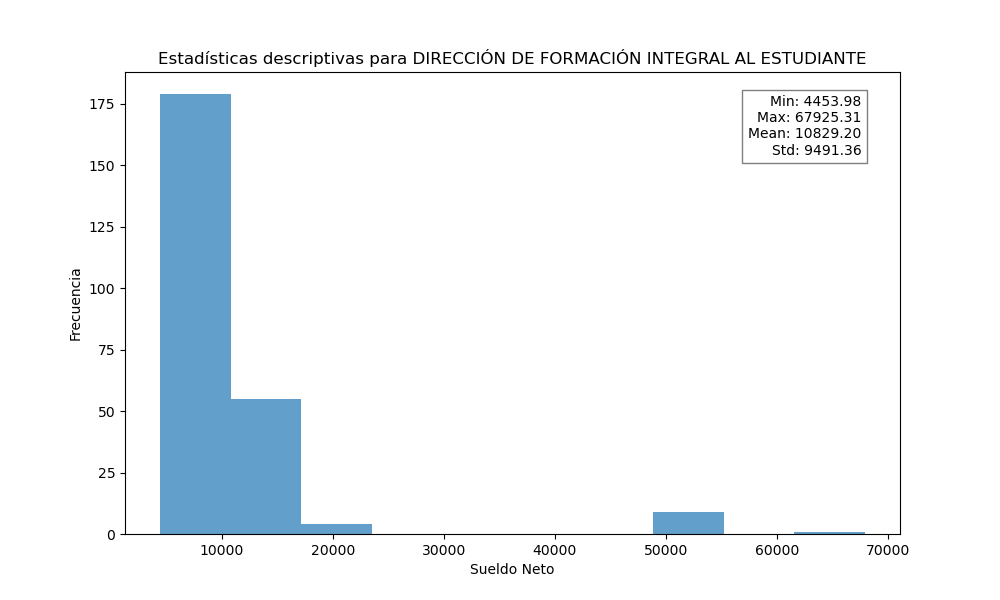 Estadísticas descriptivas para DIRECCIÓN DE FORMACIÓN INTEGRAL AL ESTUDIANTE
Min: 4453.98
Max: 67925.31
Mean: 10829.20
Std: 9491.36
Frecuencia
175
150
125
100
75
50
25
0
10000 20000 30000 40000 50000 60000 70000
Sueldo Neto